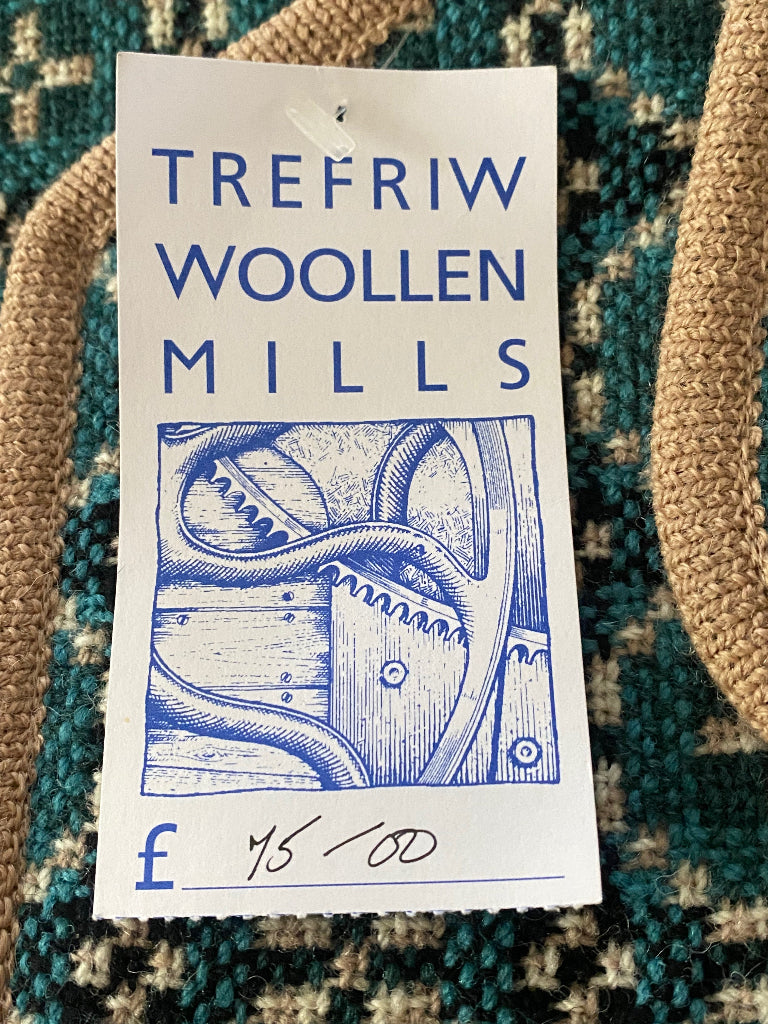 TREFRIW
WOOLLEN
MILLS
£ 75-00